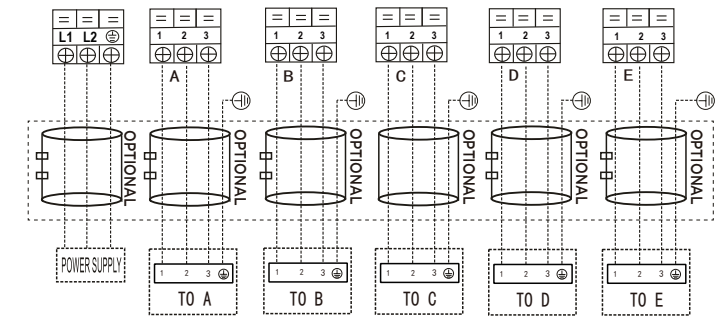 L1 L2
1 2 3
1 2 3
1 2 3
1 2 3
1 2 3
A
B
C
D
E
OPTIONAL
OPTIONAL
OPTIONAL
OPTIONAL
OPTIONAL
OPTIONAL
POWER SUPPLY
1 2 3
TO A
1 2 3
TO B
1 2 3
TO C
1 2 3
TO D
1 2 3
TO E